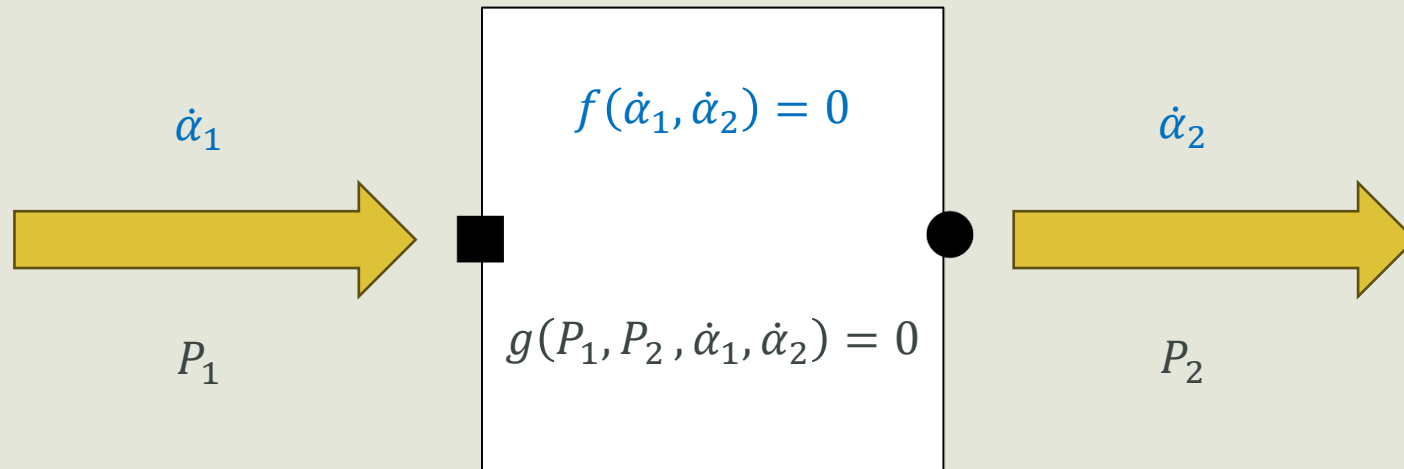 f(α̇₁, α̇₂) = 0
α̇₁
α̇₂
g(P₁, P₂ , α̇₁, α̇₂) = 0
P₁
P₂